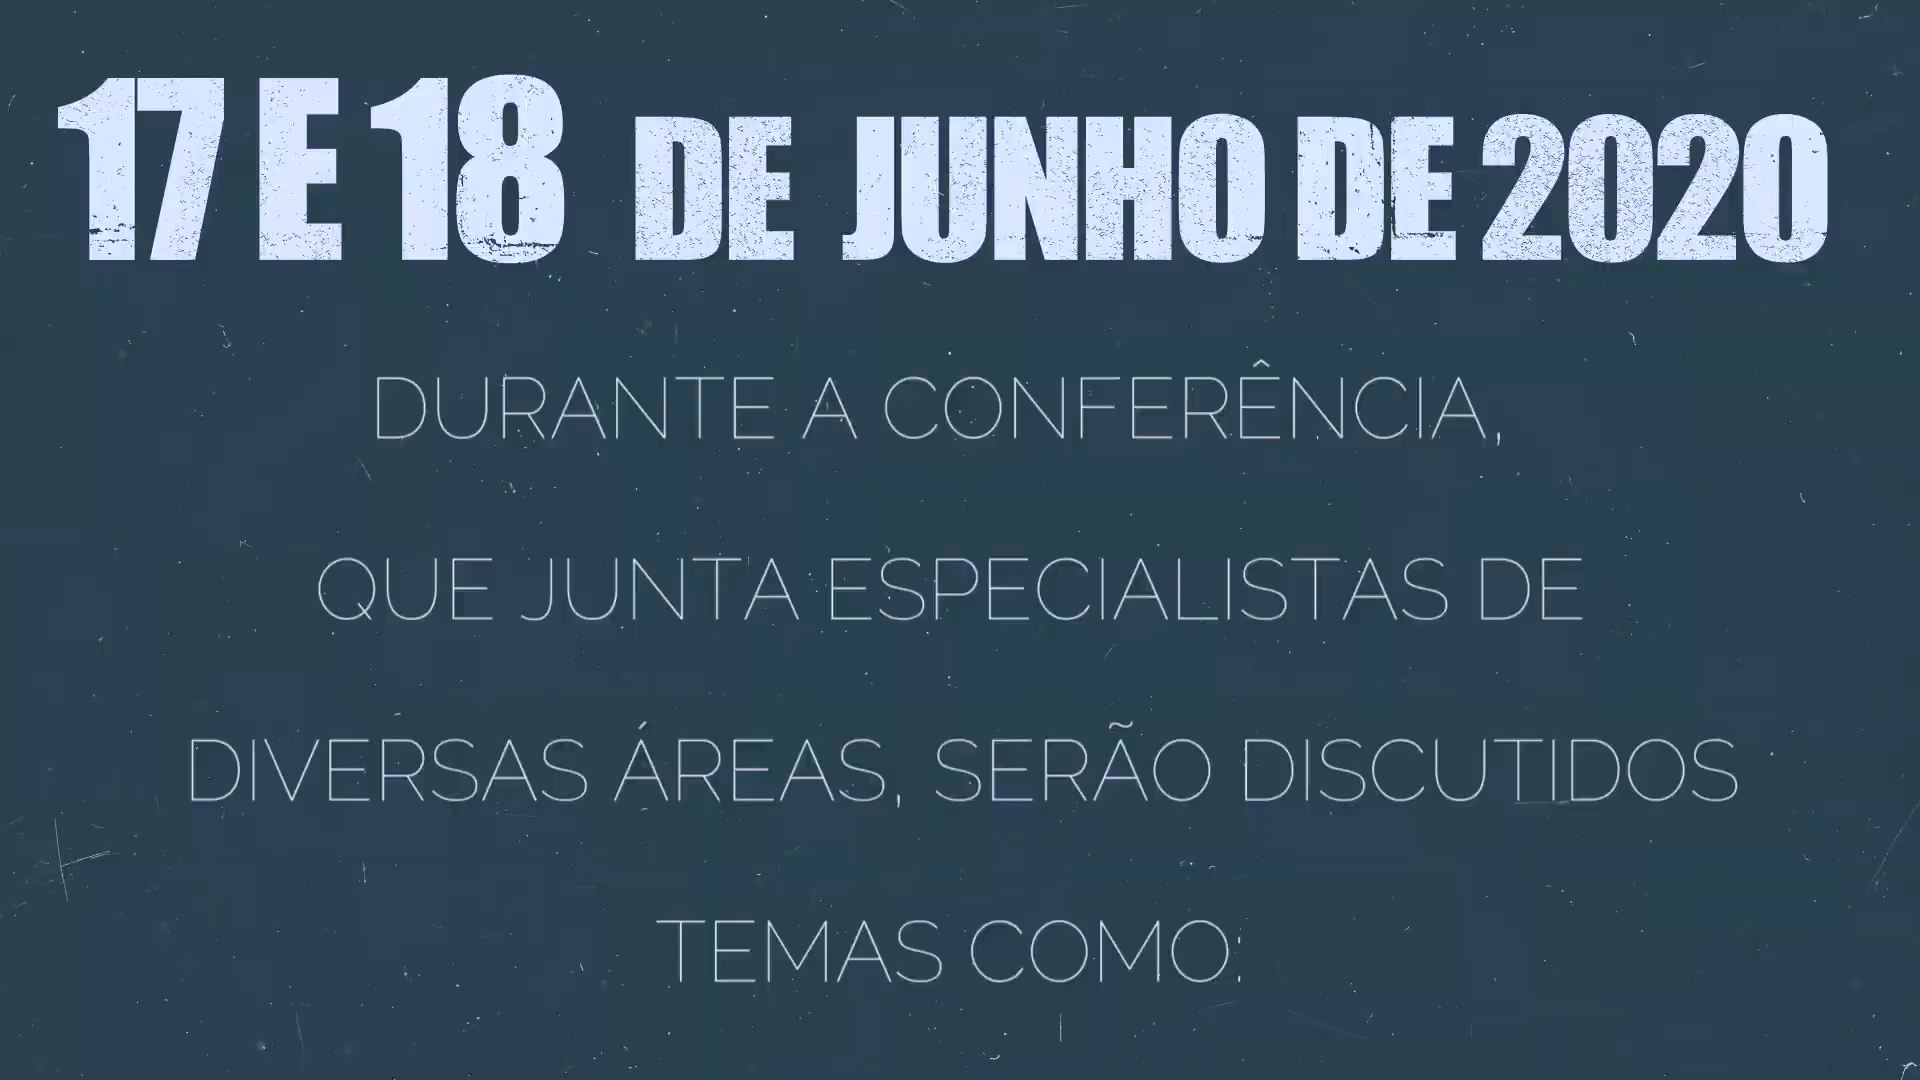 17 E 18 DE JUNHO DE 2020
DURANTE A CONFERÊNCIA,
QUE JUNTA ESPECIALISTAS DE
DIVERSAS ÁREAS, SERÃO DISCUTIDOS
TEMAS COMO: